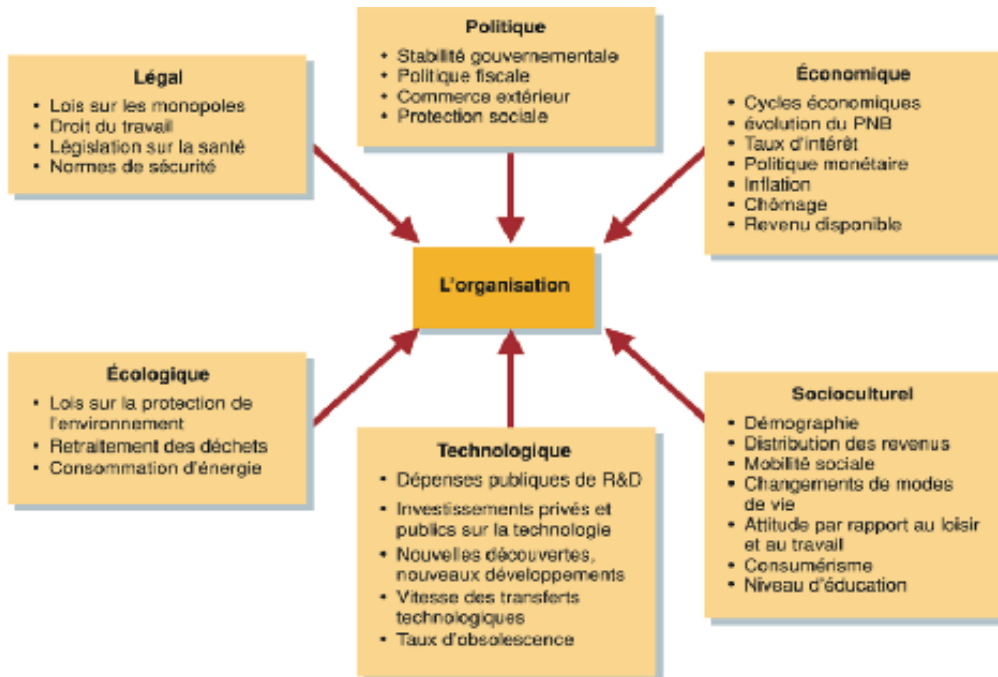 Politique
• Stabilité gouvernementale
• Politique fiscale
• Commerce extérieur
• Protection sociale
Légal
• Lois sur les monopoles
• Droit du travail
• Législation sur la santé
• Normes de sécurité
Économique
• Cycles économiques
• évolution du PNB
• Taux d'intérêt
• Politique monétaire
• Inflation
• Chômage
• Revenu disponible
L'organisation
Écologique
• Lois sur la protection de
l'environnement
• Retraitement des déchets
• Consommation d'énergie
Technologique
• Dépenses publiques de R&D
• Investissements privés et
publics sur la technologie
• Nouvelles découvertes,
nouveaux développements
• Vitesse des transferts
technologiques
• Taux d'obsolescence
Socioculturel
• Démographie
• Distribution des revenus
• Mobilité sociale
• Changements de modes
de vie
• Attitude par rapport au loisir
et au travail
• Consumérisme
• Niveau d'éducation